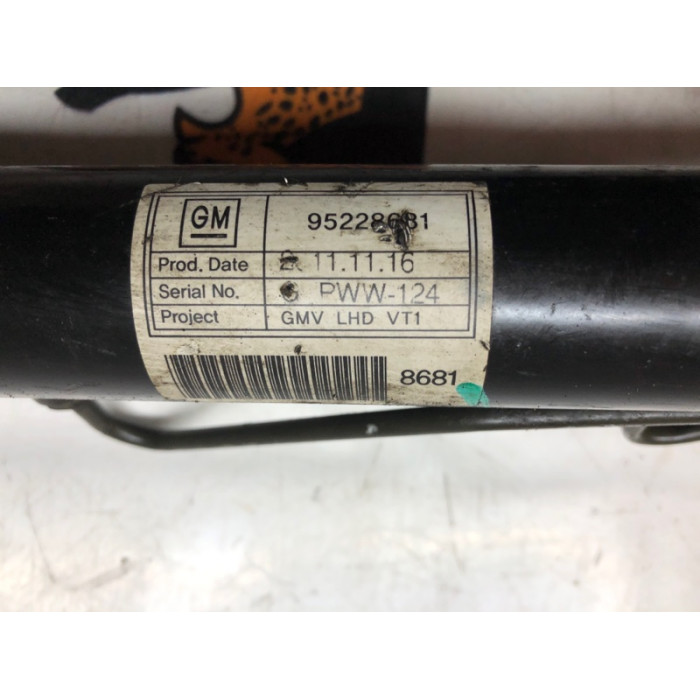 GM 95228681
Prod. Date 11.11.16
Serial No. PWW-124
Project GMV LHD VT1
8681